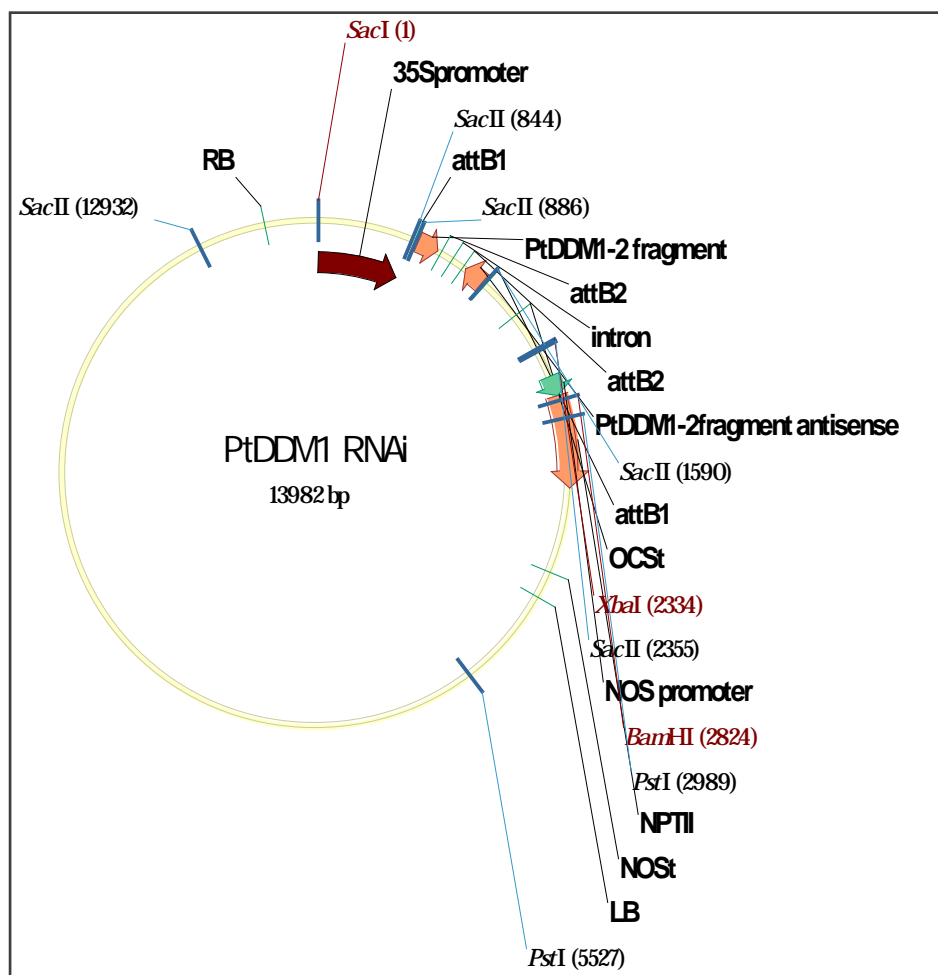 SacI (1)
35Spromoter
SacII (844)
RB
attB1
SacII (12932)
SacII (886)
PtDDM1-2 fragment
attB2
intron
attB2
PtDDM1-2fragment antisense
PtDDM1 RNAi
SacII (1590)
13982 bp
attB1
OCSt
XbaI (2334)
SacII (2355)
NOS promoter
BamHI (2824)
PstI (2989)
NPTII
NOSt
LB
PstI (5527)